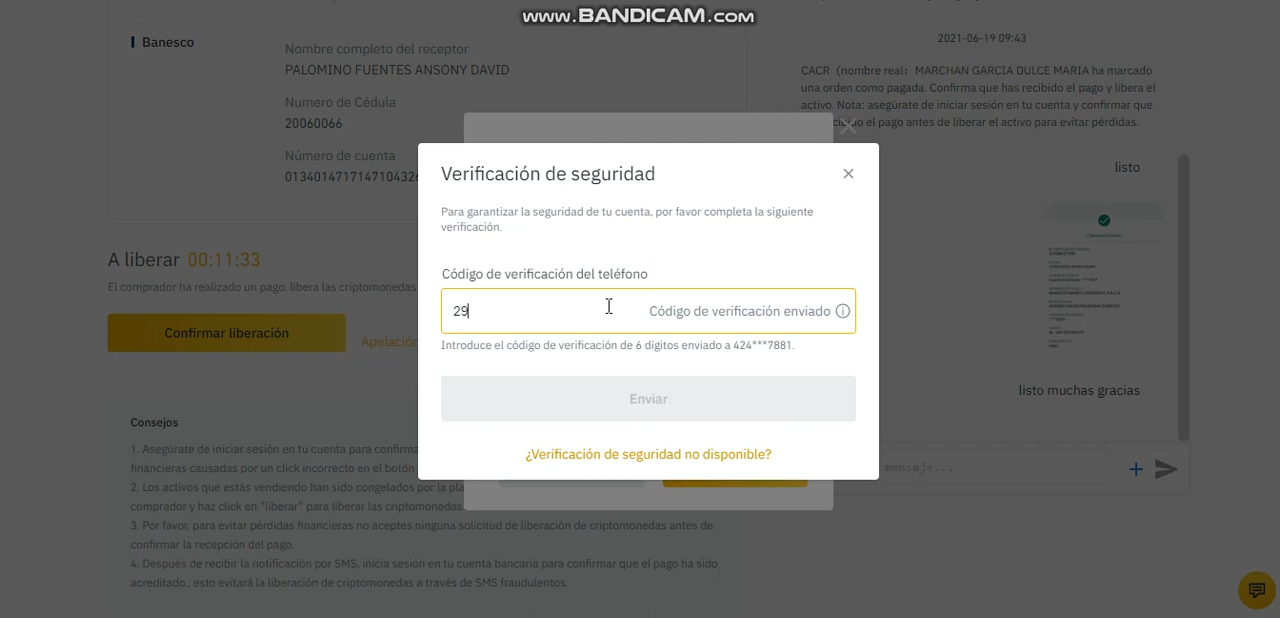 www.BANDICAM.com
Banesco
Nombre completo del receptor
PALOMINO FUENTES ANSONY DAVID
Numero de Cédula
20060066
Número de cuenta
0134014717147104326
A liberar 00:11:33
El comprador ha realizado un pago, libera las criptomonedas
Confirmar liberación
Apelación
Consejos
1. Asegúrate de iniciar sesión en tu cuenta para confirma
financieras causadas por un click incorrecto en el botón
2. Los activos que estás vendiendo han sido congelados por la pla
comprador y haz click en "liberar" para liberar las criptomonedas.
3. Por favor, para evitar pérdidas financieras no aceptes ninguna solicitud de liberación de criptomonedas antes de
confirmar la recepción del pago.
4. Después de recibir la notificación por SMS, inicia sesión en tu cuenta bancaria para confirmar que el pago ha sido
acreditado., esto evitará la liberación de criptomonedas a través de SMS fraudulentos.
Verificación de seguridad
Para garantizar la seguridad de tu cuenta, por favor completa la siguiente
verificación.
Código de verificación del teléfono
29
Código de verificación enviado
Introduce el código de verificación de 6 dígitos enviado a 424***7881.
Enviar
¿Verificación de seguridad no disponible?
2021-06-19 09:43
CACR (nombre real: MARCHAN GARCIA DULCE MARIA ha marcado
una orden como pagada. Confirma que has recibido el pago y libera el
activo. Nota: asegúrate de iniciar sesión en tu cuenta y confirmar que
o el pago antes de liberar el activo para evitar pérdidas.
listo
listo muchas gracias
mensaje...